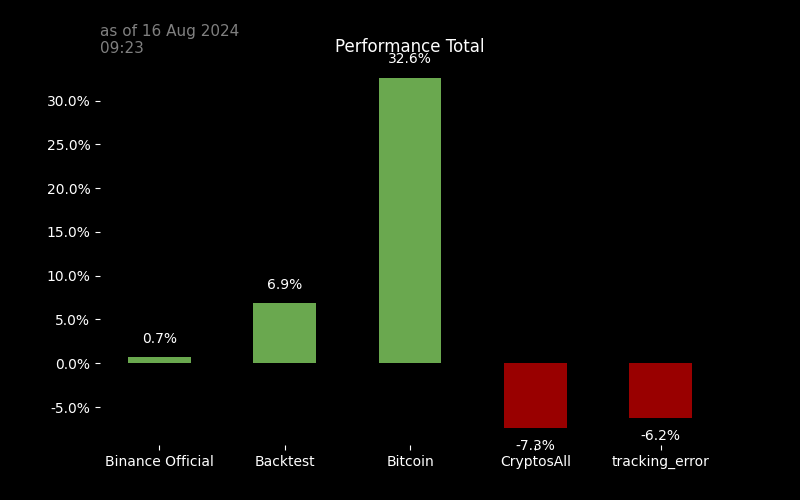 as of 16 Aug 2024
09:23
Performance Total
32.6%
30.0%
25.0%
20.0%
15.0%
10.0%
6.9%
5.0%
0.7%
0.0%
-5.0%
-7.3%
-6.2%
Binance Official
Backtest
Bitcoin
CryptosAll
tracking_error